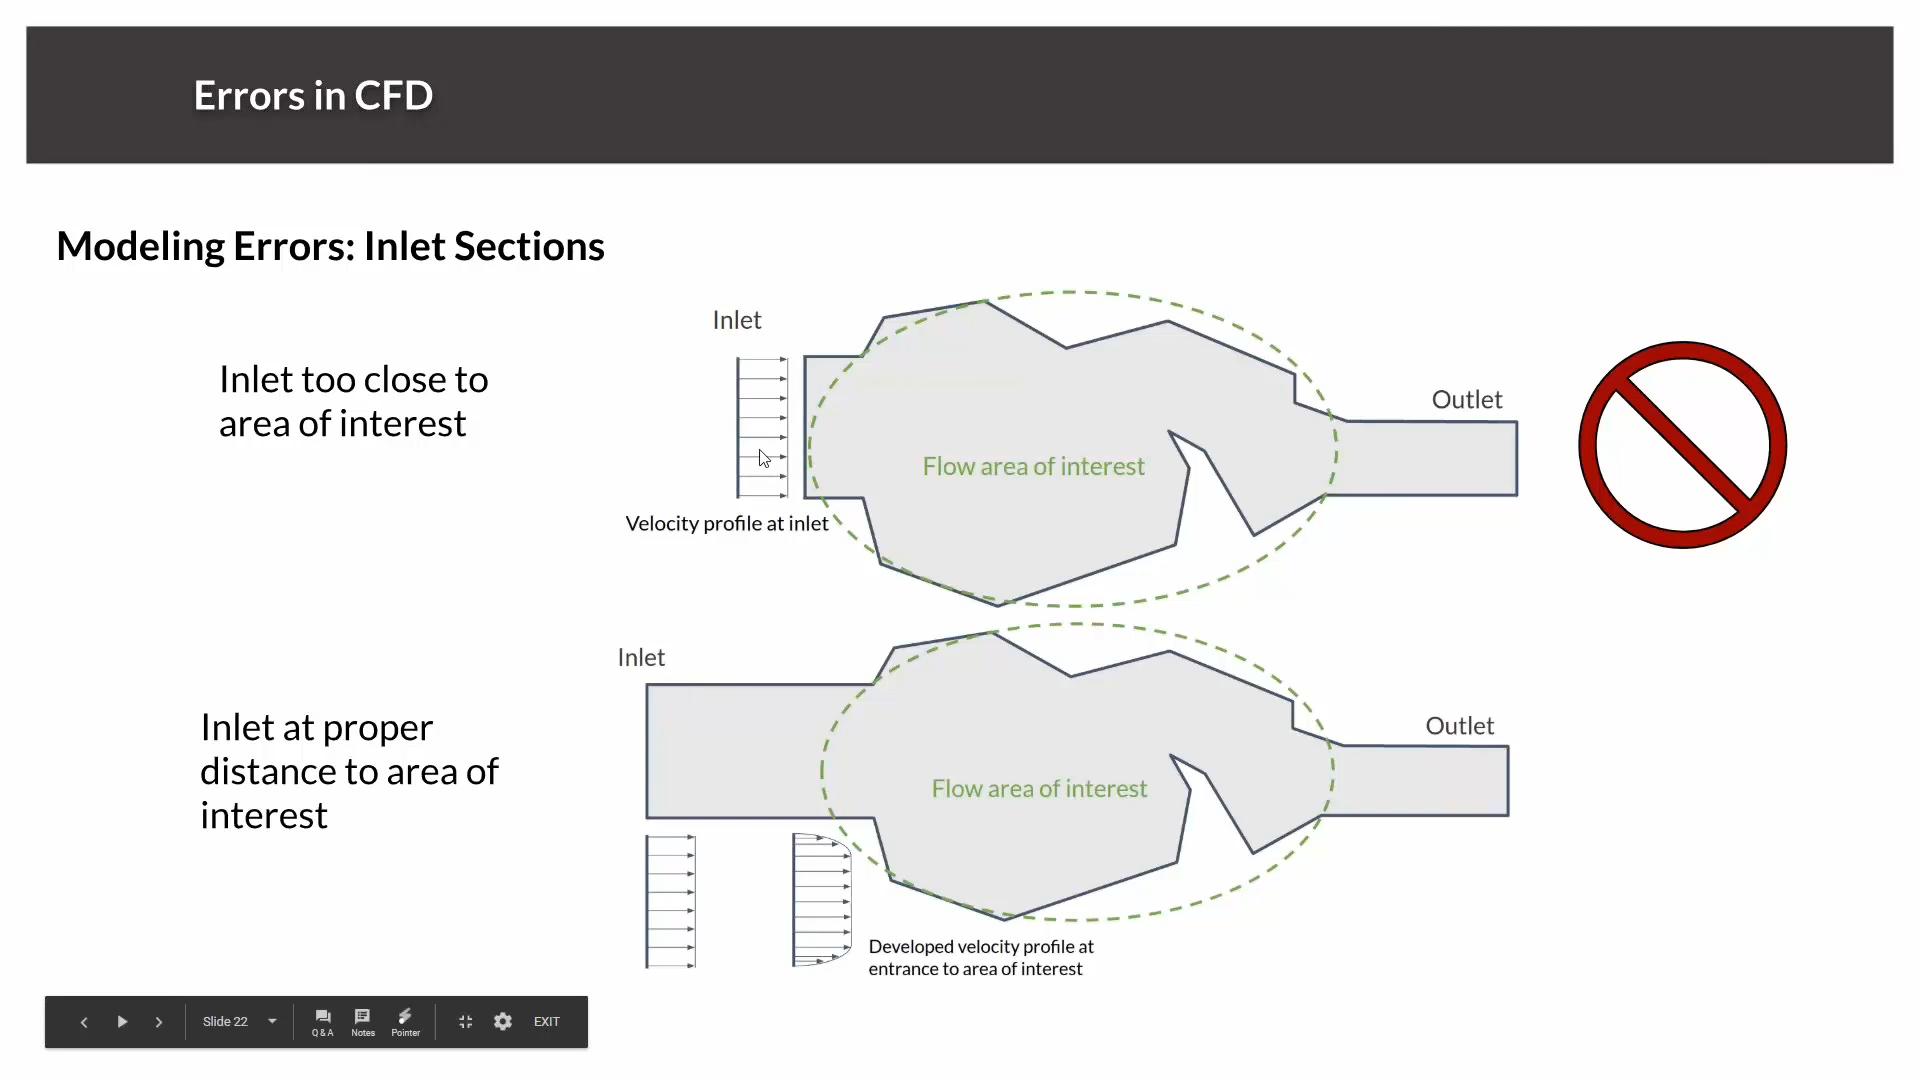 Errors in CFD
Modeling Errors: Inlet Sections
Inlet
Inlet too close to
area of interest
Outlet
Flow area of interest
Velocity profile at inlet
Inlet
Inlet at proper
distance to area of
interest
Outlet
Flow area of interest
Developed velocity profile at
entrance to area of interest
Slide 22
Q & A
Notes
Pointer
EXIT